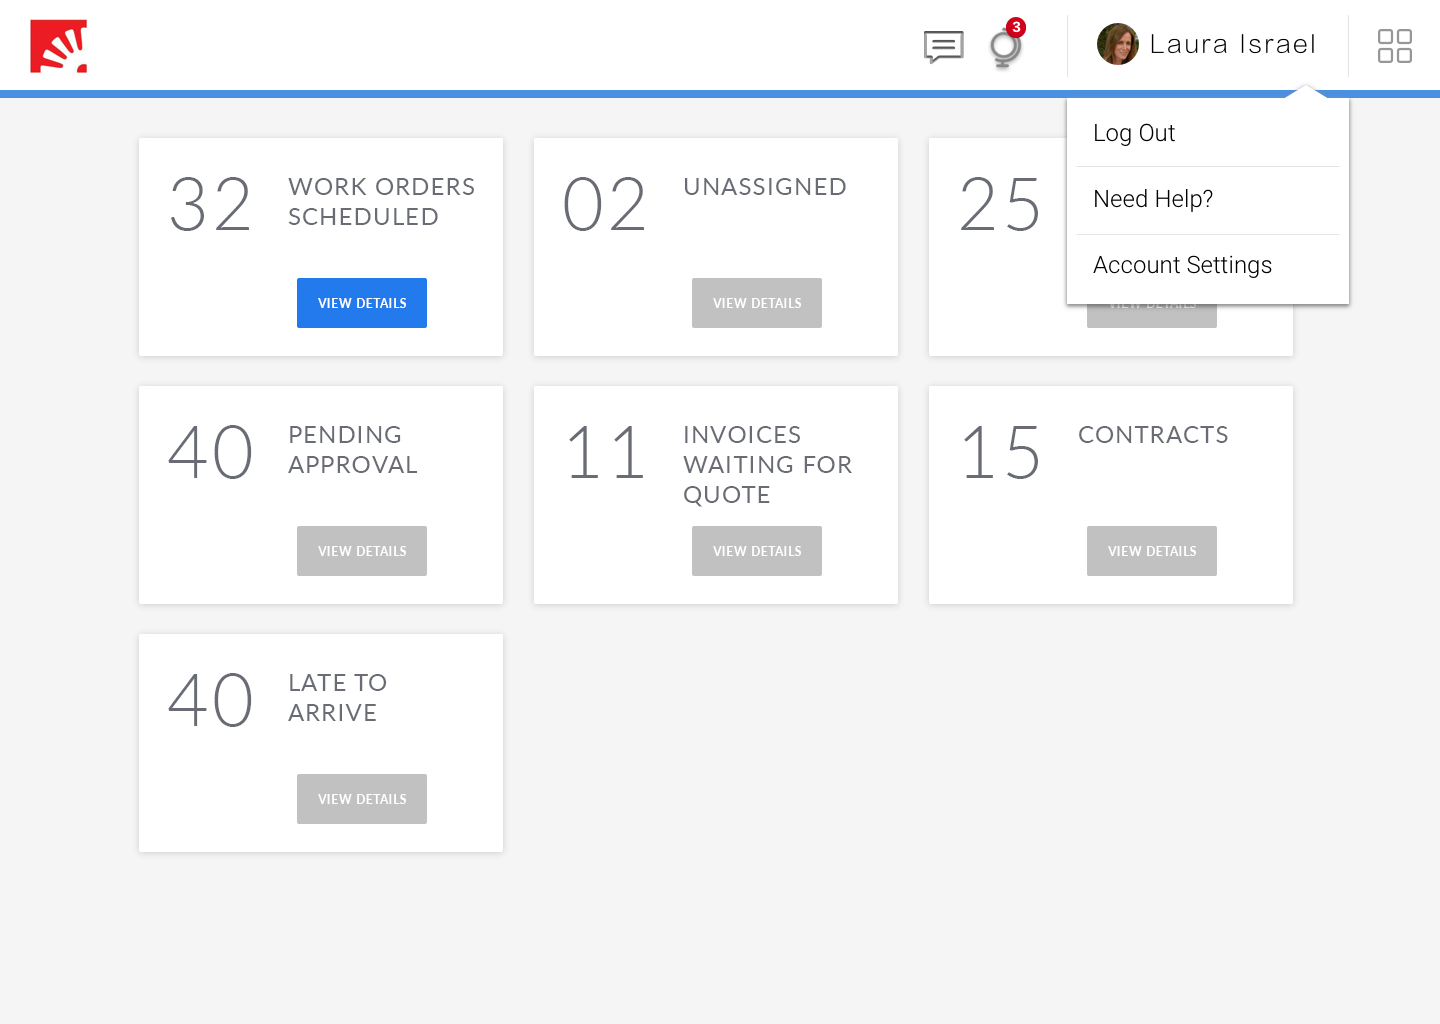 3
Laura Israel
Log Out
Need Help?
Account Settings
32
WORK ORDERS
SCHEDULED
VIEW DETAILS
02
UNASSIGNED
VIEW DETAILS
25
VIEW DETAILS
40
PENDING
APPROVAL
VIEW DETAILS
11
INVOICES
WAITING FOR
QUOTE
VIEW DETAILS
15
CONTRACTS
VIEW DETAILS
40
LATE TO
ARRIVE
VIEW DETAILS